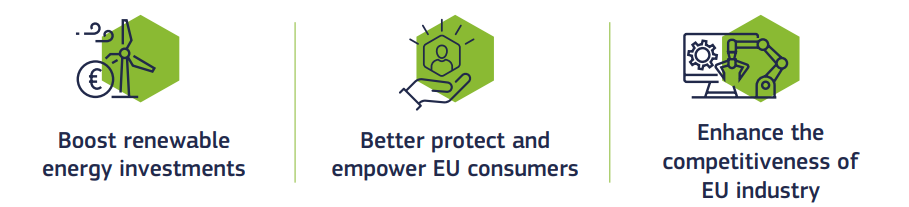 €
Boost renewable
energy investments
Better protect and
empower EU consumers
Enhance the
competitiveness of
EU industry